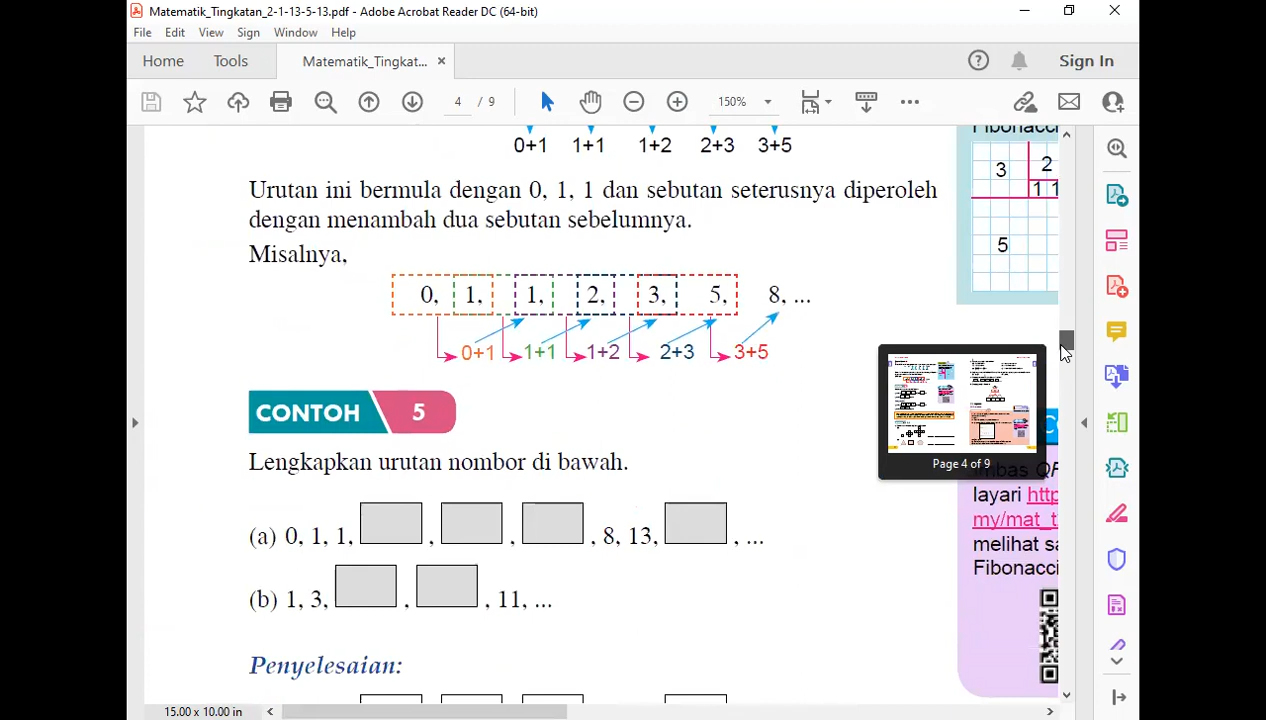 Matematik_Tingkatan_2-1-13-5-13.pdf - Adobe Acrobat Reader DC (64-bit)
File Edit View Sign Window Help
Home Tools Matematik_Tingkat... × Sign In
4 / 9 150%
0+1 1+1 1+2 2+3 3+5
Urutan ini bermula dengan 0, 1, 1 dan sebutan seterusnya diperoleh
dengan menambah dua sebutan sebelumnya.
Misalnya,
0, 1, 1, 2, 3, 5, 8, ...
0+1 1+1 1+2 2+3 3+5
CONTOH 5
Lengkapkan urutan nombor di bawah.
(a) 0, 1, 1, , , , 8, 13, , ...
(b) 1, 3, , , 11, ...
Penyelesaian:
Fibonacci
3 2
1 1
5
Page 4 of 9
layari http
my/mat_t
melihat sa
Fibonacci
15.00 x 10.00 in